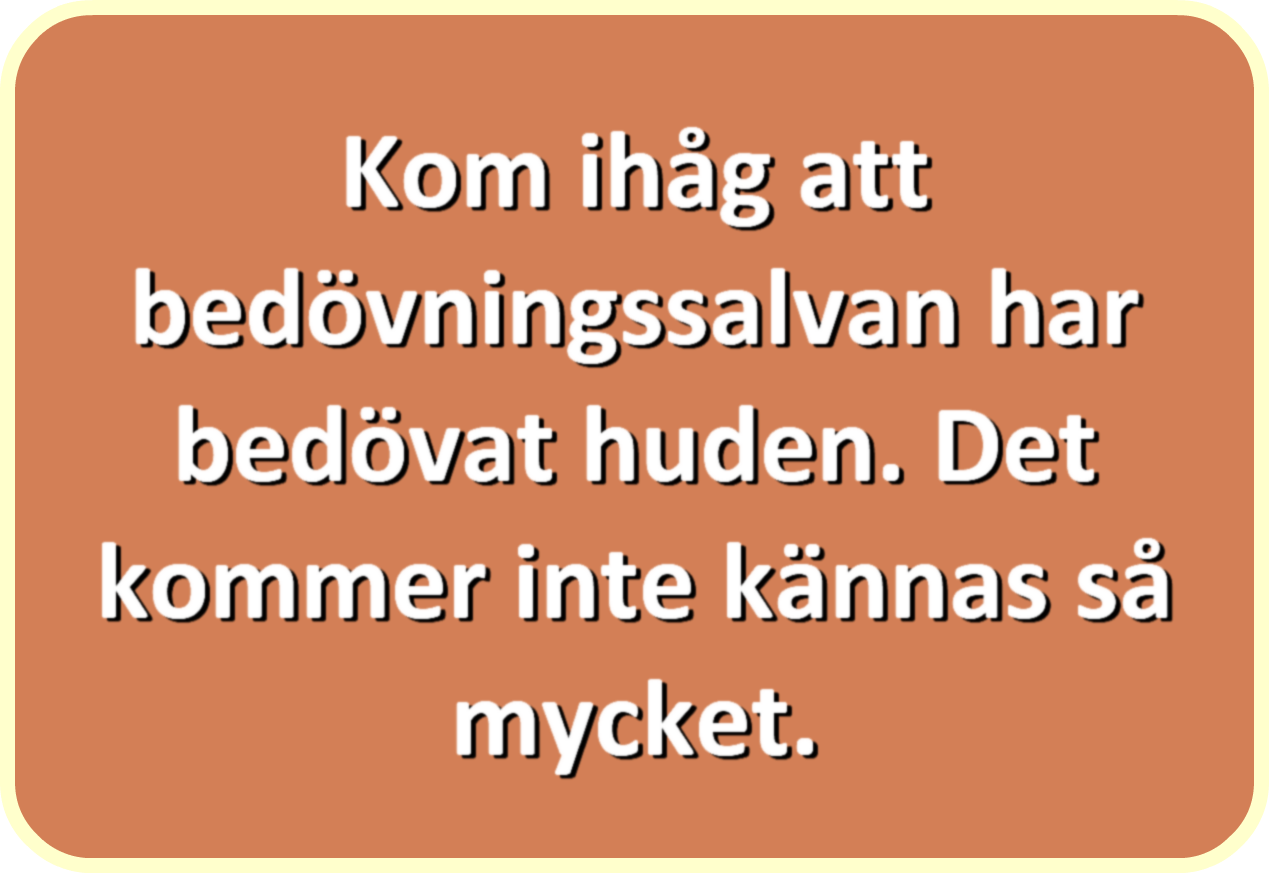 Kom ihåg att
bedövningssalvan har
bedövat huden. Det
kommer inte kännas så
mycket.